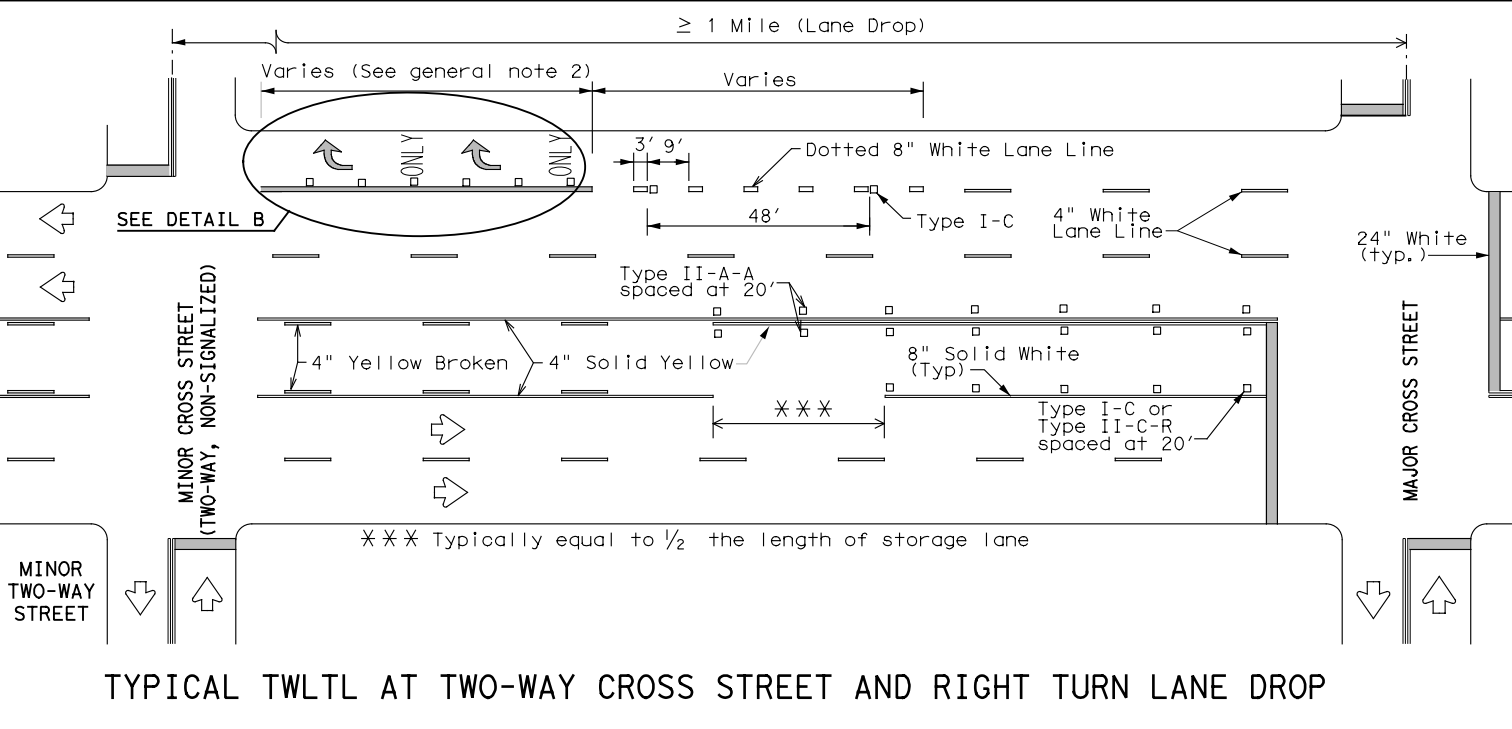 ≥ 1 Mile (Lane Drop)
Varies (See general note 2)
Varies
ONLY
ONLY
3' 9'
Dotted 8" White Lane Line
SEE DETAIL B
48'
Type I-C
4" White
Lane Line
24" White
(typ.)
Type II-A-A
spaced at 20'
MINOR CROSS STREET
(TWO-WAY, NON-SIGNALIZED)
4" Yellow Broken
4" Solid Yellow
8" Solid White
(Typ)
MAJOR CROSS STREET
***
Type I-C or
Type II-C-R
spaced at 20'
*** Typically equal to ½ the length of storage lane
MINOR
TWO-WAY
STREET
TYPICAL TWLTL AT TWO-WAY CROSS STREET AND RIGHT TURN LANE DROP